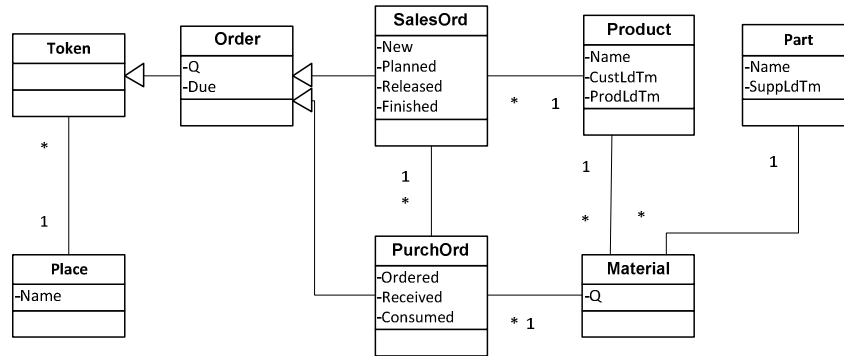 Token
Order
-Q
-Due
SalesOrd
-New
-Planned
-Released
-Finished
Product
-Name
-CustLdTm
-ProdLdTm
Part
-Name
-SuppLdTm
* 1
*
1
1
*
1
*
*
1
Place
-Name
PurchOrd
-Ordered
-Received
-Consumed
Material
-Q
* 1